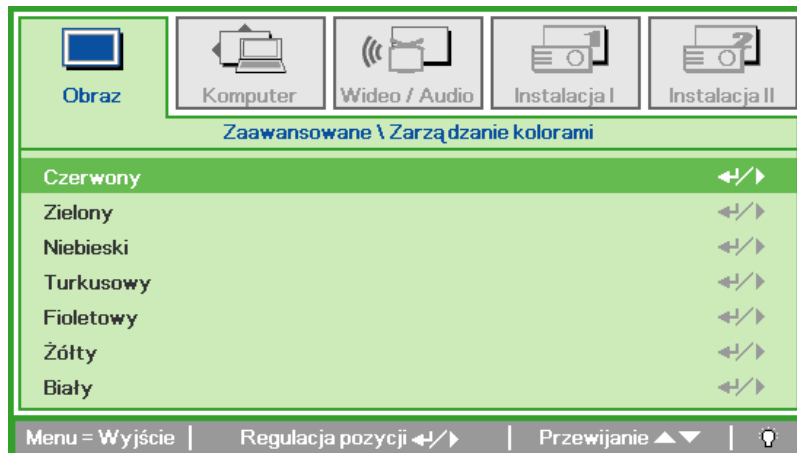 Obraz Komputer Wideo / Audio Instalacja I Instalacja II
Zaawansowane \ Zarządzanie kolorami
Czerwony
Zielony
Niebieski
Turkusowy
Fioletowy
Żółty
Biały
Menu = Wyjście | Regulacja pozycji | Przewijanie